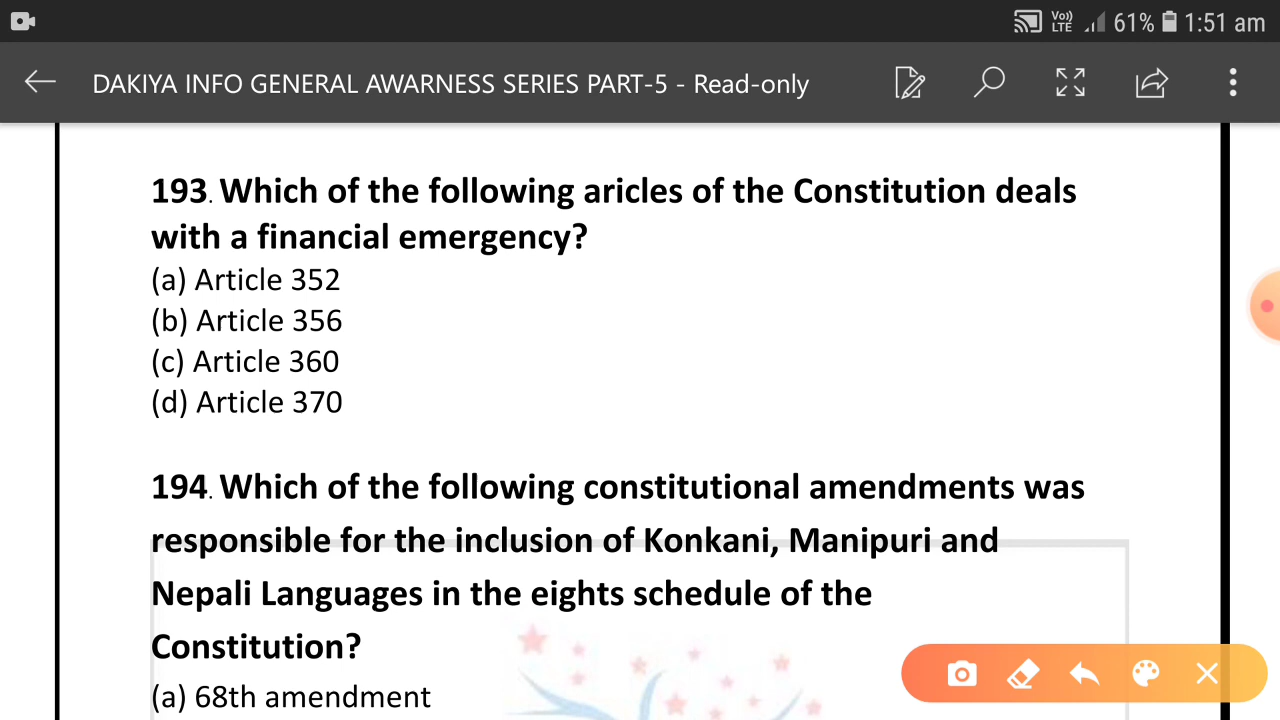 Vo) LTE 61% 1:51 am
DAKIYA INFO GENERAL AWARNESS SERIES PART-5 - Read-only
193. Which of the following aricles of the Constitution deals
with a financial emergency?
(a) Article 352
(b) Article 356
(c) Article 360
(d) Article 370
194. Which of the following constitutional amendments was
responsible for the inclusion of Konkani, Manipuri and
Nepali Languages in the eights schedule of the
Constitution?
(a) 68th amendment